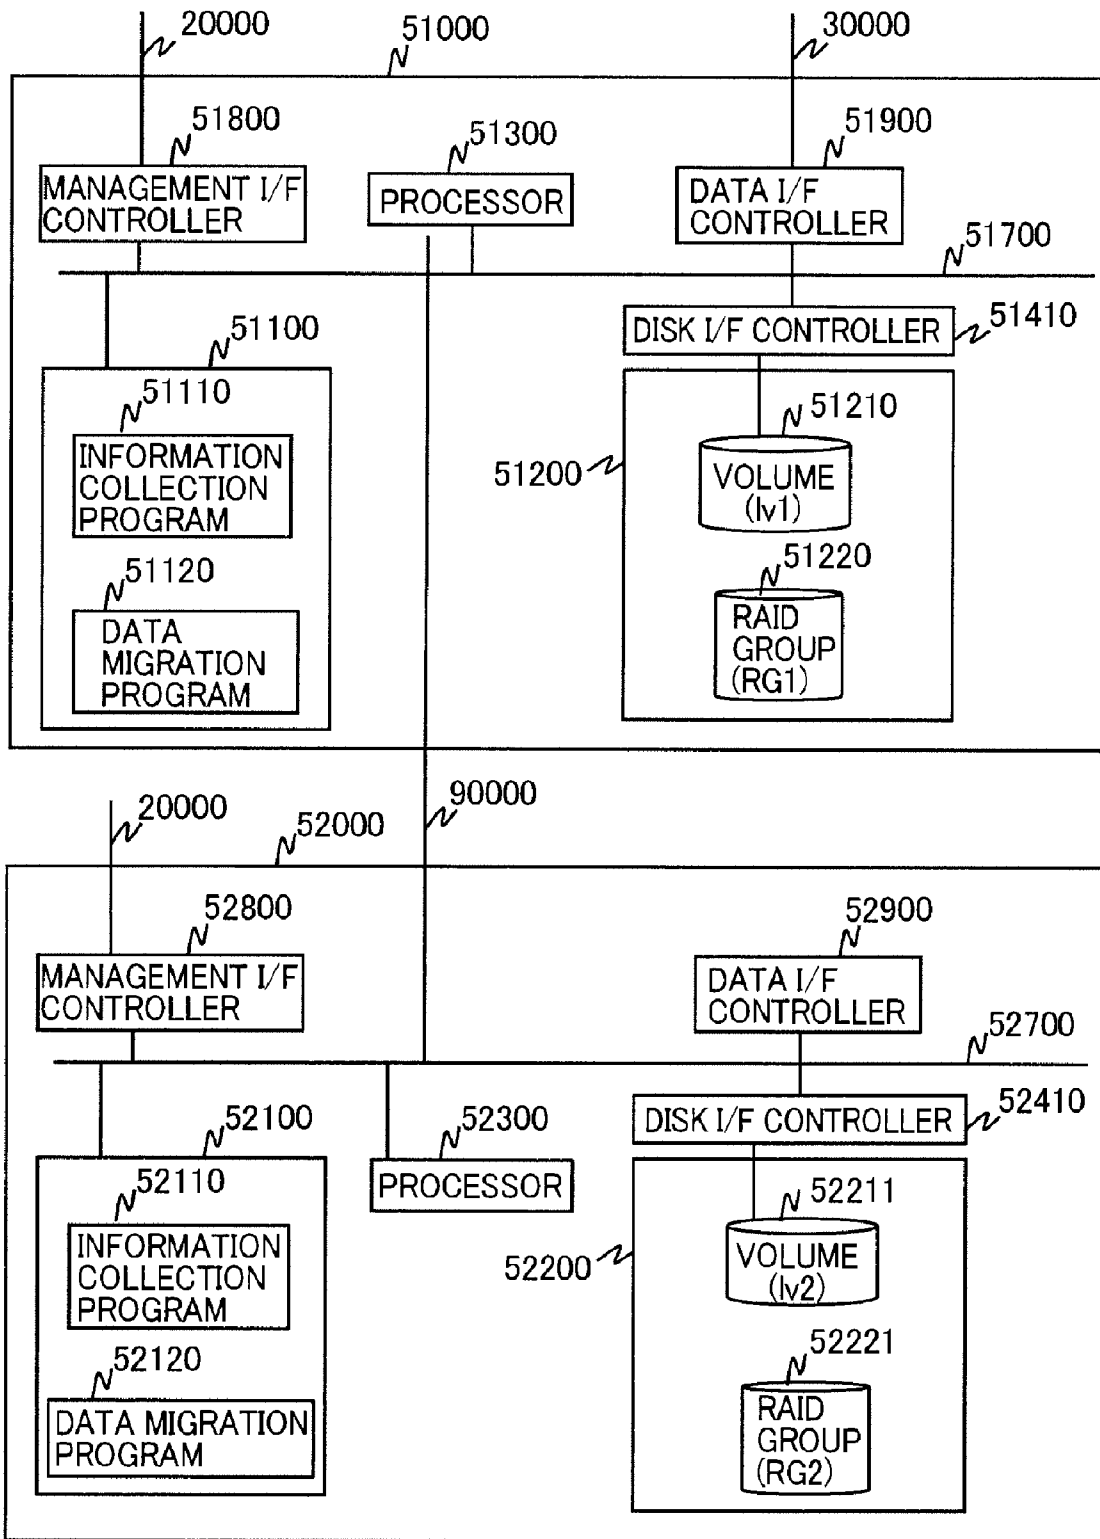 20000
51000
30000
51800
51300
51900
MANAGEMENT I/F
CONTROLLER
PROCESSOR
DATA I/F
CONTROLLER
51700
51100
DISK I/F CONTROLLER
51410
51110
INFORMATION
COLLECTION
PROGRAM
51210
51200
VOLUME
(lv1)
51120
DATA
MIGRATION
PROGRAM
51220
RAID
GROUP
(RG1)
20000
52000
90000
52800
52900
MANAGEMENT I/F
CONTROLLER
DATA I/F
CONTROLLER
52700
52100
52300
DISK I/F CONTROLLER
52410
52110
PROCESSOR
52211
INFORMATION
COLLECTION
PROGRAM
52200
VOLUME
(lv2)
52120
DATA MIGRATION
PROGRAM
52221
RAID
GROUP
(RG2)